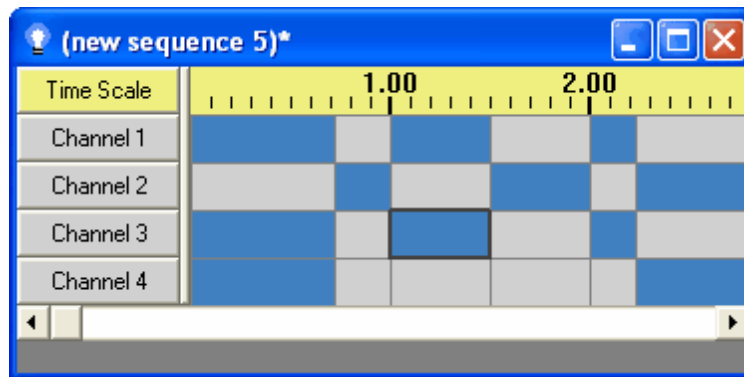 (new sequence 5)*
Time Scale 1.00 2.00
Channel 1
Channel 2
Channel 3
Channel 4